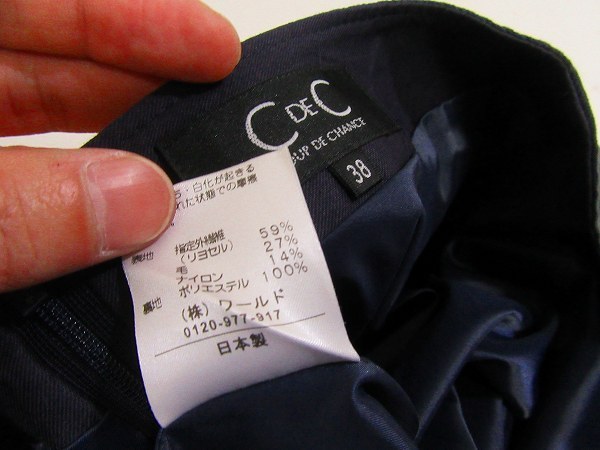 C DE C
COUP DE CHANCE
38
ち・白化が起きる
れた状態での摩擦
表地 指定外繊維 59%
(リヨセル) 27%
毛 14%
ナイロン 100%
裏地 ポリエステル
(株)ワールド
0120-977-917
日本製